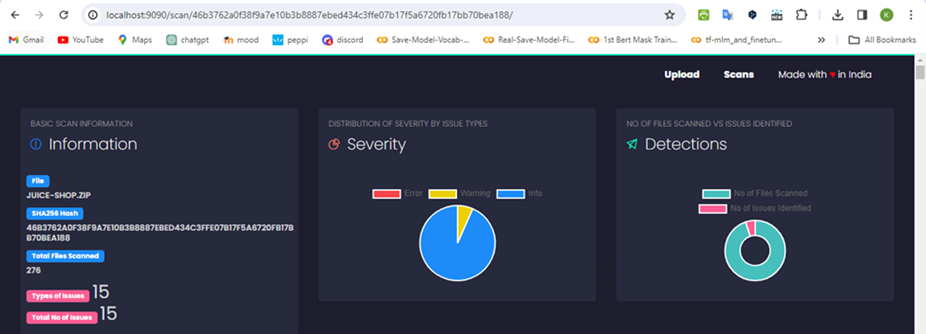 localhost:9090/scan/46b3762a0f38f9a7e10b3b8887ebed434c3ffe07b17f5a6720fb17bb70bea188/
K
Gmail YouTube Maps chatgpt mood peppi discord Save-Model-Vocab-... Real-Save-Model-Fi... 1st Bert Mask Train... tf-mlm_and_finetun... » All Bookmarks
Upload Scans Made with ♥ in India
BASIC SCAN INFORMATION
Information
File
JUICE-SHOP.ZIP
SHA256 Hash
46B3762A0F38F9A7E10B3B8887EBED434C3FFE07B17F5A6720FB17B
B70BEA188
Total Files Scanned
276
Types of Issues 15
Total No of Issues 15
DISTRIBUTION OF SEVERITY BY ISSUE TYPES
Severity
Error Warning Info
NO OF FILES SCANNED VS ISSUES IDENTIFIED
Detections
No of Files Scanned
No of Issues Identified